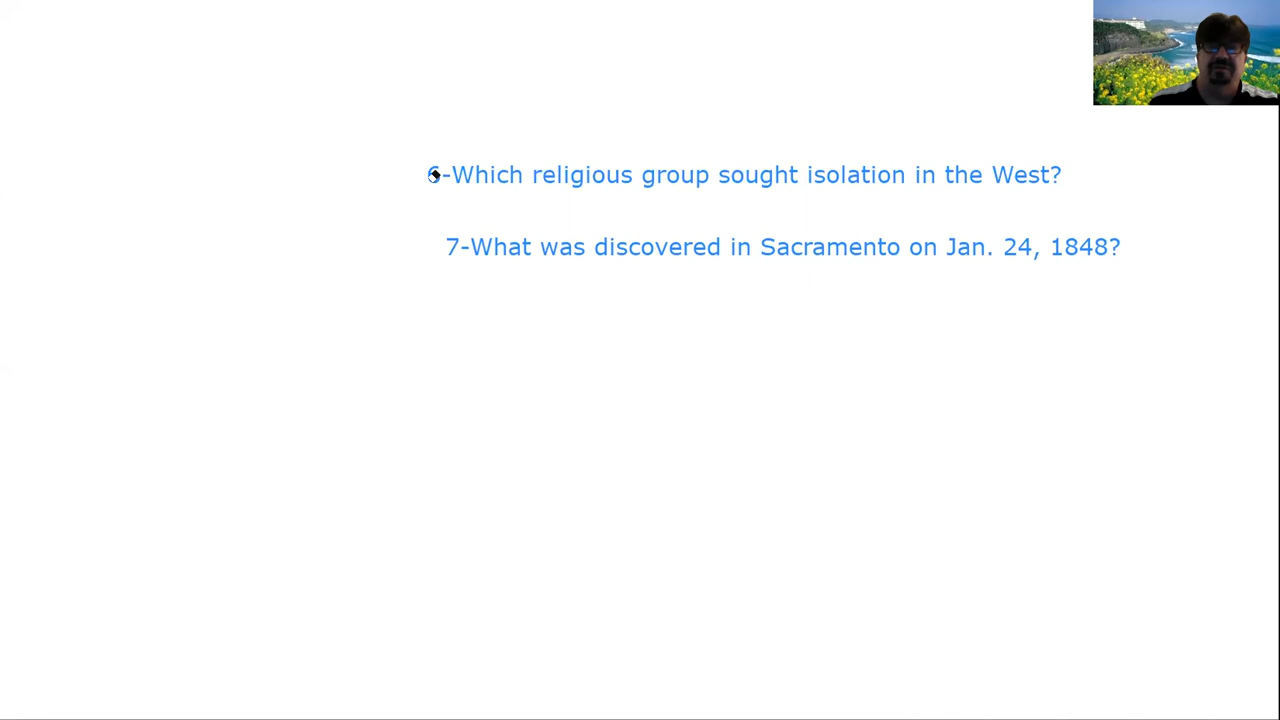 6-Which religious group sought isolation in the West?
7-What was discovered in Sacramento on Jan. 24, 1848?